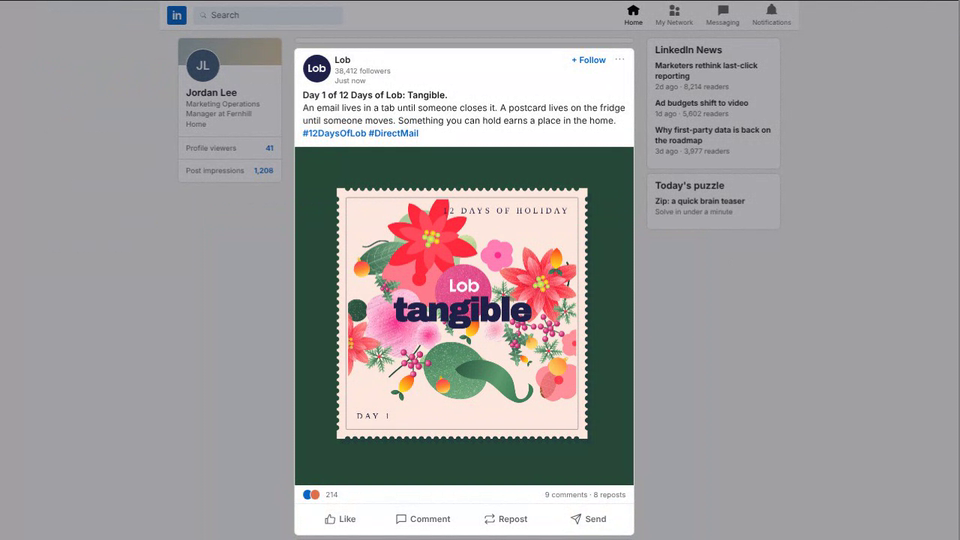 in
Search
Home
My Network
Messaging
Notifications
JL
Jordan Lee
Marketing Operations
Manager at Fernhill
Home
Profile viewers 41
Post impressions 1,206
Lob
Lob
38,412 followers
Just now
+ Follow
Day 1 of 12 Days of Lob: Tangible.
An email lives in a tab until someone closes it. A postcard lives on the fridge
until someone moves. Something you can hold earns a place in the home.
#12DaysOfLob #DirectMail
12 DAYS OF HOLIDAY
Lob
tangible
DAY 1
214
9 comments · 8 reposts
Like
Comment
Repost
Send
LinkedIn News
Marketers rethink last-click
reporting
2d ago · 8,214 readers
Ad budgets shift to video
1d ago · 5,602 readers
Why first-party data is back on
the roadmap
3d ago · 3,977 readers
Today's puzzle
Zip: a quick brain teaser
Solve in under a minute